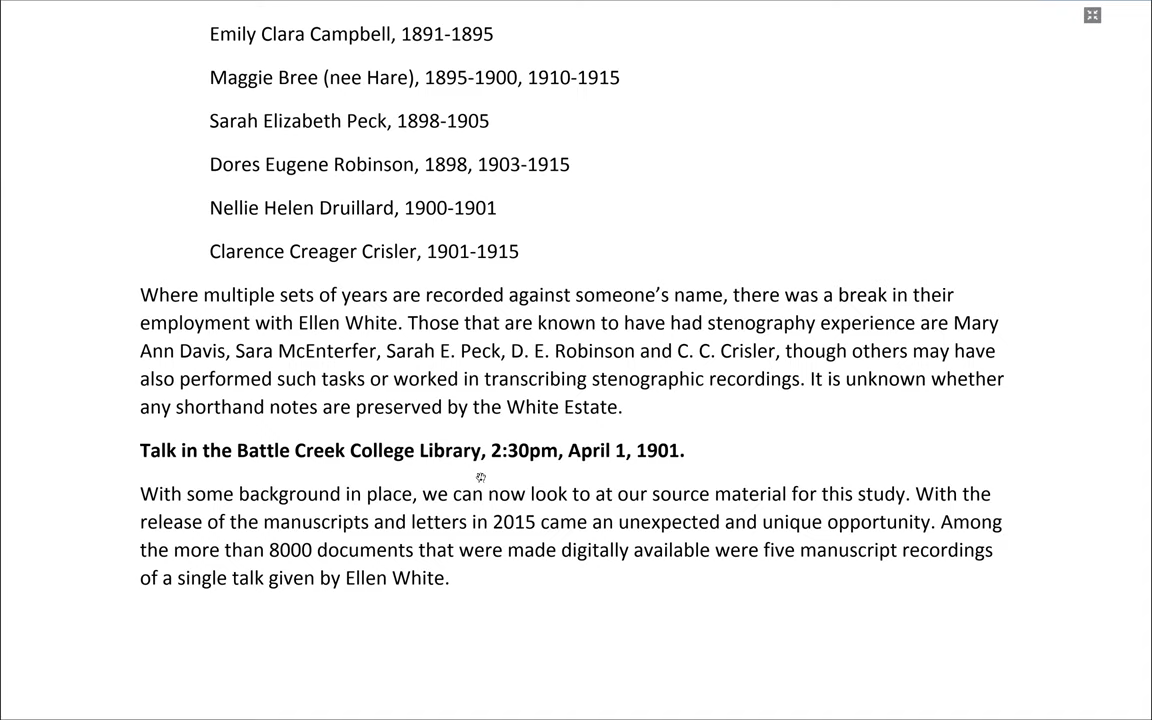 Emily Clara Campbell, 1891-1895
Maggie Bree (nee Hare), 1895-1900, 1910-1915
Sarah Elizabeth Peck, 1898-1905
Dores Eugene Robinson, 1898, 1903-1915
Nellie Helen Druillard, 1900-1901
Clarence Creager Crisler, 1901-1915
Where multiple sets of years are recorded against someone’s name, there was a break in their
employment with Ellen White. Those that are known to have had stenography experience are Mary
Ann Davis, Sara McEnterfer, Sarah E. Peck, D. E. Robinson and C. C. Crisler, though others may have
also performed such tasks or worked in transcribing stenographic recordings. It is unknown whether
any shorthand notes are preserved by the White Estate.
Talk in the Battle Creek College Library, 2:30pm, April 1, 1901.
With some background in place, we can now look to at our source material for this study. With the
release of the manuscripts and letters in 2015 came an unexpected and unique opportunity. Among
the more than 8000 documents that were made digitally available were five manuscript recordings
of a single talk given by Ellen White.